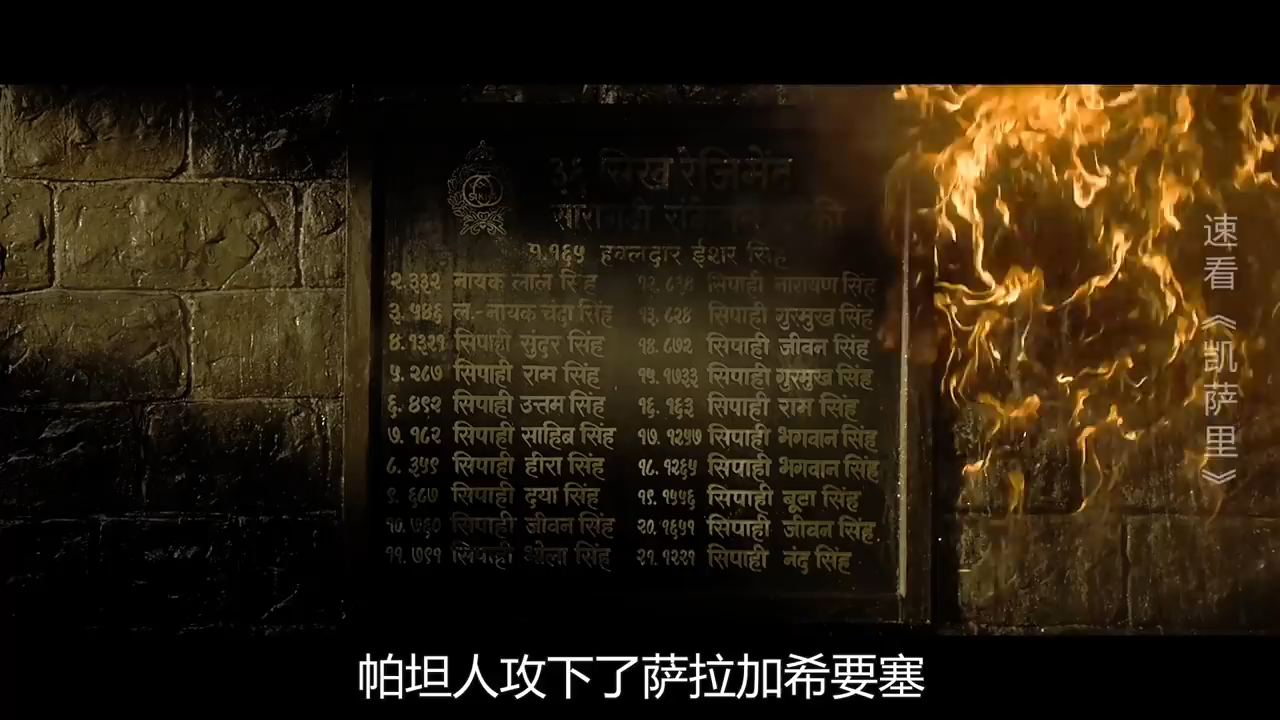 ३६ सिख रेजिमेंट
सारागढ़ी
१.१६५ हवलदार ईशर सिंह
२.३३२ नायक लाल सिंह
३.५४६ ल.-नायक चंदा सिंह
४.१३२१ सिपाही सुंदर सिंह
५.२८७ सिपाही राम सिंह
६.४९२ सिपाही उत्तम सिंह
७.१८२ सिपाही साहिब सिंह
८.३५९ सिपाही हीरा सिंह
९.६८७ सिपाही दया सिंह
१०.७६० सिपाही जीवन सिंह
११.७९१ सिपाही भोला सिंह
१२. सिपाही नारायण सिंह
१३.८२४ सिपाही गुरमुख सिंह
१४.८७२ सिपाही जीवन सिंह
१५.१७३३ सिपाही गुरमुख सिंह
१६.१६३ सिपाही राम सिंह
१७.१२५७ सिपाही भगवान सिंह
१८.१२६५ सिपाही भगवान सिंह
१९.१५५६ सिपाही बूटा सिंह
२०.१६५१ सिपाही जीवन सिंह
२१.१२२१ सिपाही नंद सिंह
速看《凯萨里》
帕坦人攻下了萨拉加希要塞